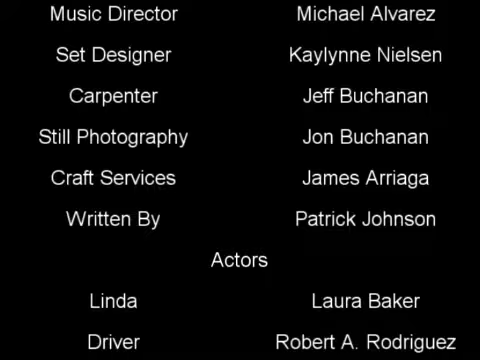 Music Director Michael Alvarez
Set Designer Kaylynne Nielsen
Carpenter Jeff Buchanan
Still Photography Jon Buchanan
Craft Services James Arriaga
Written By Patrick Johnson
Actors
Linda Laura Baker
Driver Robert A. Rodriguez